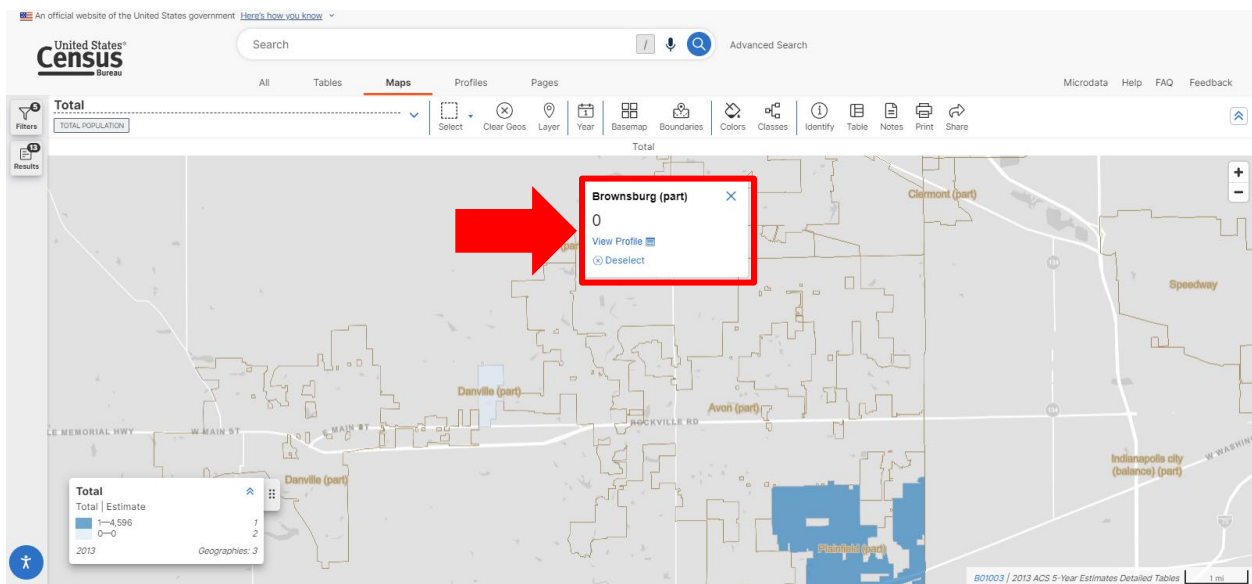 An official website of the United States government Here's how you know
United States®
Census
Bureau
Search
/
Advanced Search
All Tables Maps Profiles Pages
Microdata Help FAQ Feedback
5
Filters
Total
TOTAL POPULATION
Select Clear Geos Layer Year Basemap Boundaries Colors Classes Identify Table Notes Print Share
13
Results
Total
Brownsburg (part)
0
View Profile
Deselect
Clermont (part)
134
Speedway
Danville (part)
Avon (part)
134
E MEMORIAL HWY
W MAIN ST
E MAIN ST
ROCKVILLE RD
Indianapolis city
(balance) (part)
Danville (part)
Plainfield (part)
Total
Total | Estimate
1—4,596 1
0—0 2
2013 Geographies: 3
B01003 | 2013 ACS 5-Year Estimates Detailed Tables
1 mi
+
−